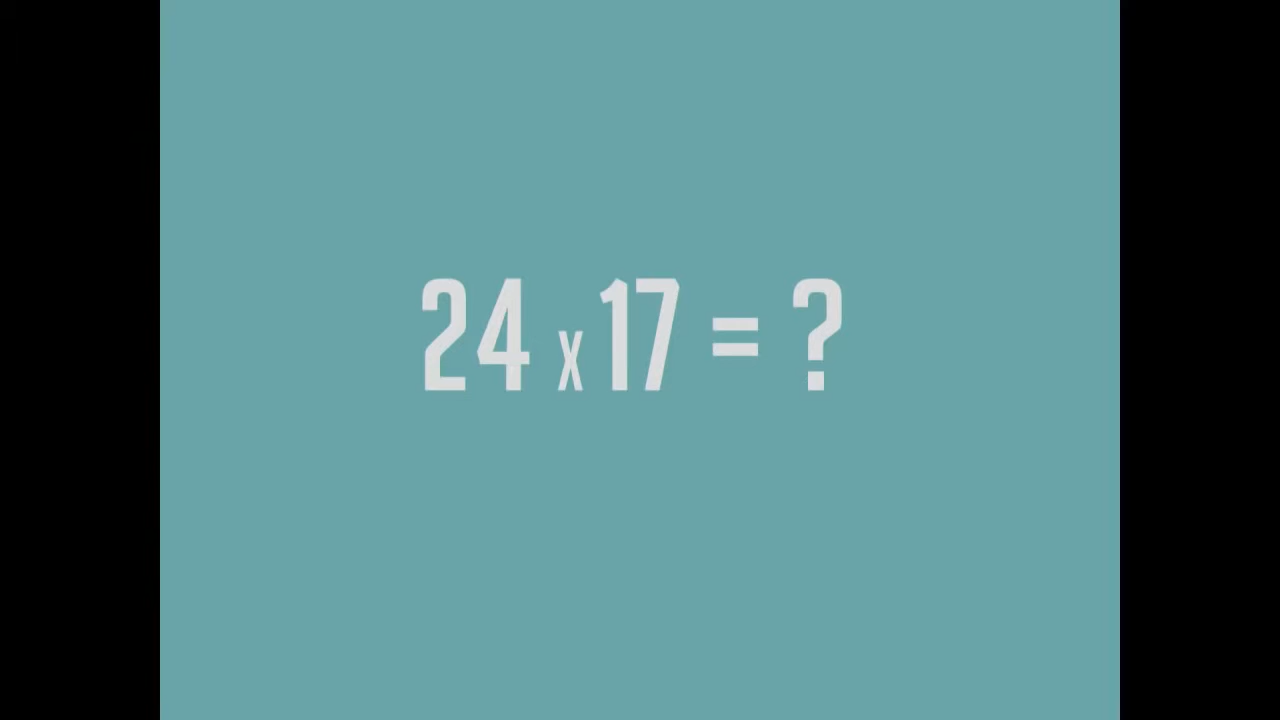 24 x 17 = ?